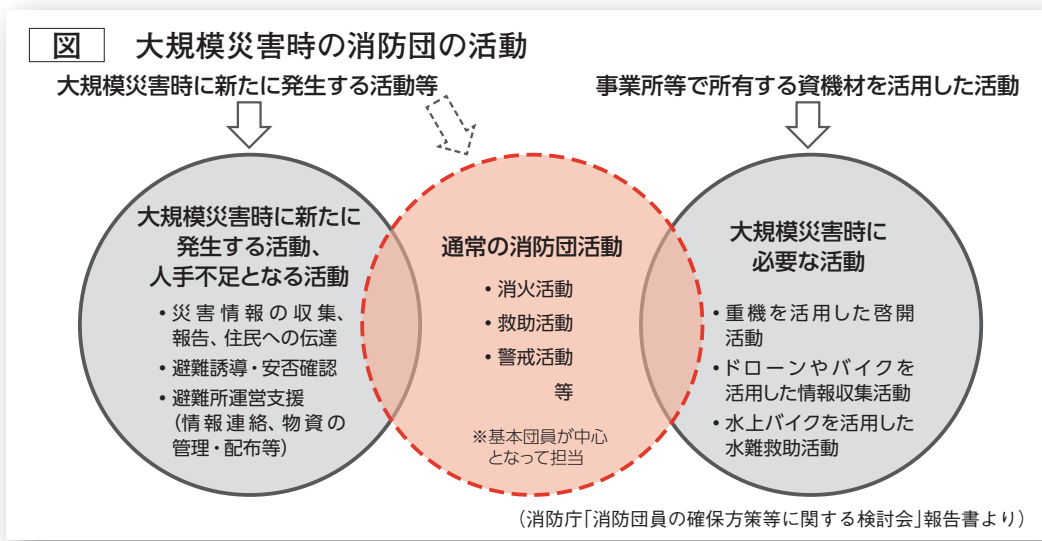 図 大規模災害時の消防団の活動
大規模災害時に新たに発生する活動等
事業所等で所有する資機材を活用した活動
大規模災害時に新たに
発生する活動、
人手不足となる活動
・災害情報の収集、
報告、住民への伝達
・避難誘導・安否確認
・避難所運営支援
(情報連絡、物資の
管理・配布等)
通常の消防団活動
・消火活動
・救助活動
・警戒活動
等
※基本団員が中心
となって担当
大規模災害時に
必要な活動
・重機を活用した啓開
活動
・ドローンやバイクを
活用した情報収集活動
・水上バイクを活用した
水難救助活動
(消防庁「消防団員の確保方策等に関する検討会」報告書より)